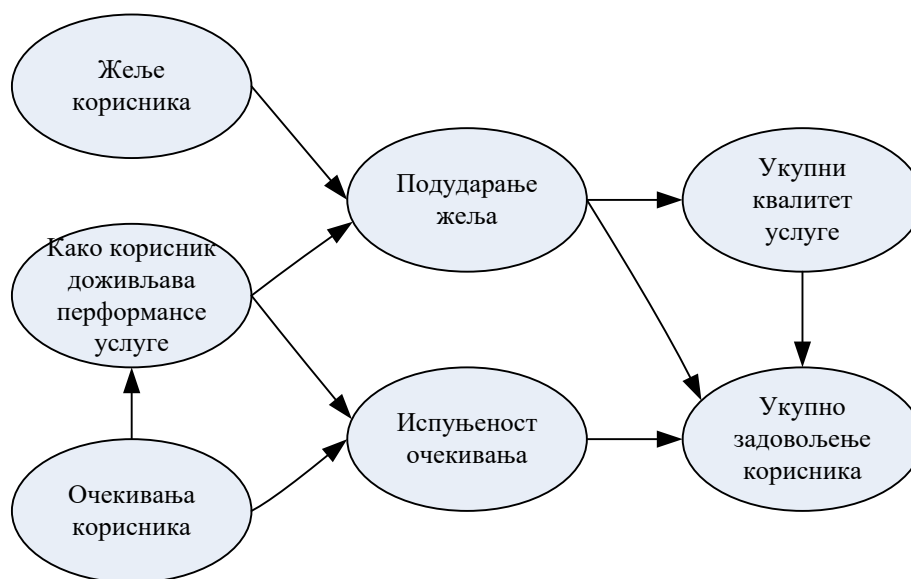 Жеље
корисника
Подударање
жеља
Укупни
квалитет
услуге
Како корисник
доживљава
перформансе
услуге
Испуњеност
очекивања
Укупно
задовољење
корисника
Очекивања
корисника